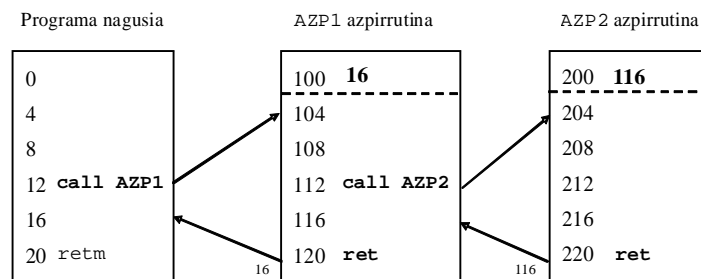 Programa nagusia
AZP1 azpirrutina
AZP2 azpirrutina
0
4
8
12 call AZP1
16
20 retm
100 16
104
108
112 call AZP2
116
120 ret
16
200 116
204
208
212
216
220 ret
116